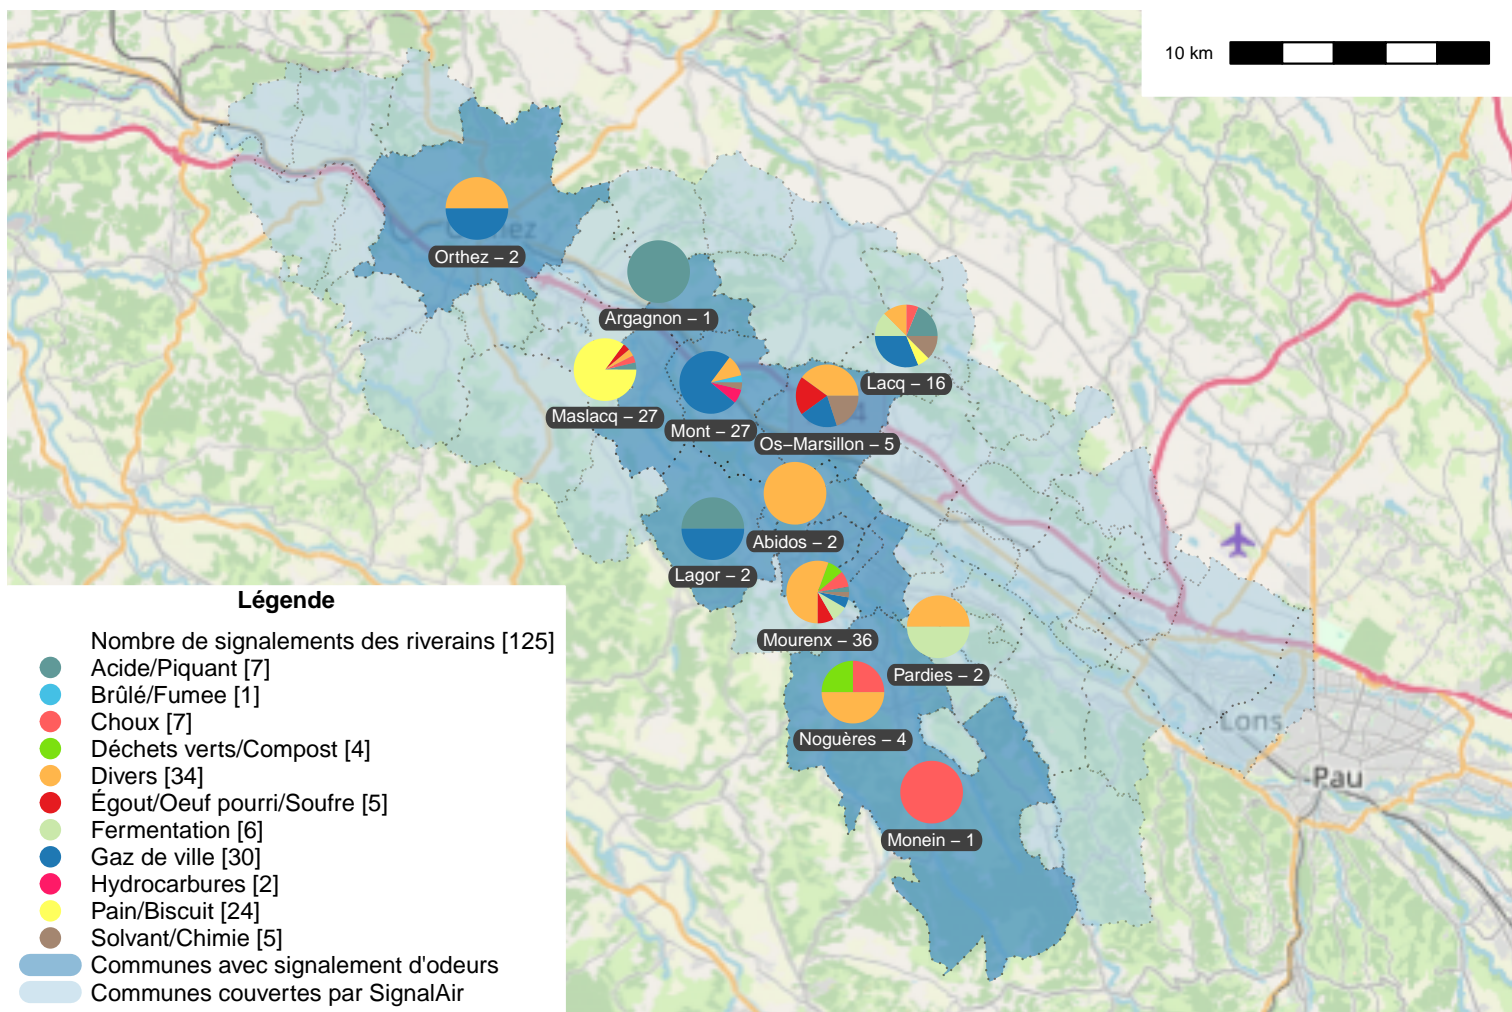 10 km
Orthez − 2
Argagnon − 1
Lacq − 16
Maslacq − 27
Mont − 27
Os−Marsillon − 5
Abidos − 2
Lagor − 2
Mourenx − 36
Pardies − 2
Noguères − 4
Monein − 1
Lons
Pau
Légende
Nombre de signalements des riverains [125]
Acide/Piquant [7]
Brûlé/Fumee [1]
Choux [7]
Déchets verts/Compost [4]
Divers [34]
Égout/Oeuf pourri/Soufre [5]
Fermentation [6]
Gaz de ville [30]
Hydrocarbures [2]
Pain/Biscuit [24]
Solvant/Chimie [5]
Communes avec signalement d'odeurs
Communes couvertes par SignalAir